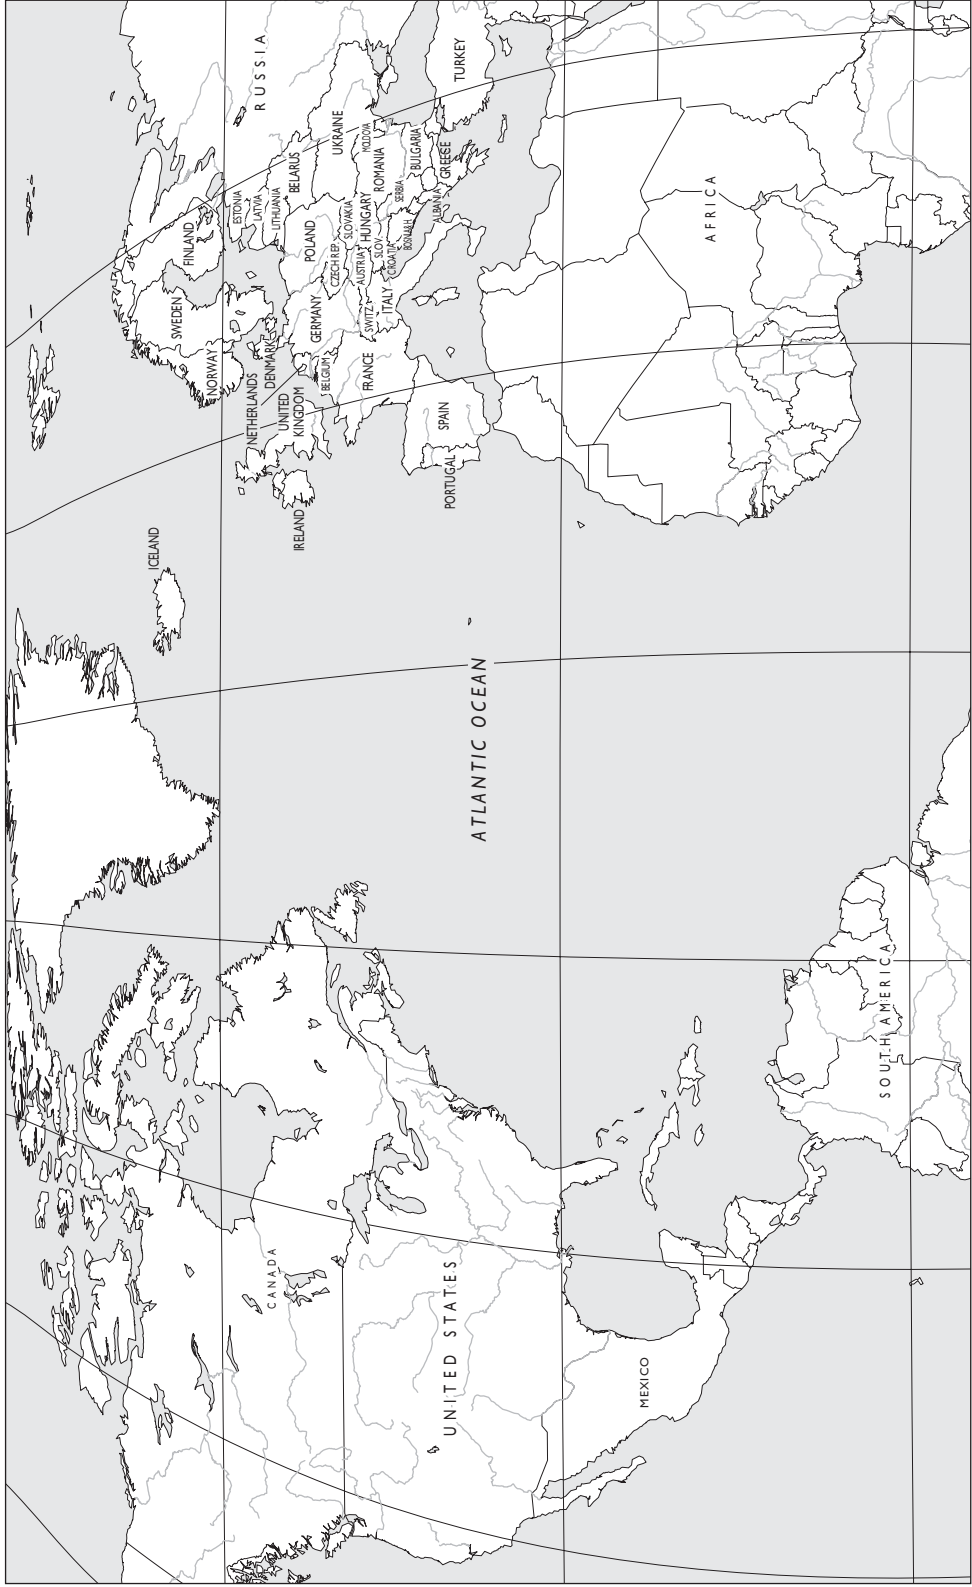 ICELAND
NORWAY
SWEDEN
FINLAND
RUSSIA
ESTONIA
LATVIA
LITHUANIA
DENMARK
NETHERLANDS
UNITED
KINGDOM
IRELAND
BELARUS
POLAND
GERMANY
BELGIUM
UKRAINE
CZECH REP.
SLOVAKIA
MOLDOVA
AUSTRIA
HUNGARY
FRANCE
SWITZ.
SLOV.
ROMANIA
ITALY
CROATIA
SERBIA
BOSNIA H.
BULGARIA
ALBANIA
GREECE
TURKEY
SPAIN
PORTUGAL
CANADA
UNITED STATES
ATLANTIC OCEAN
MEXICO
AFRICA
SOUTH AMERICA